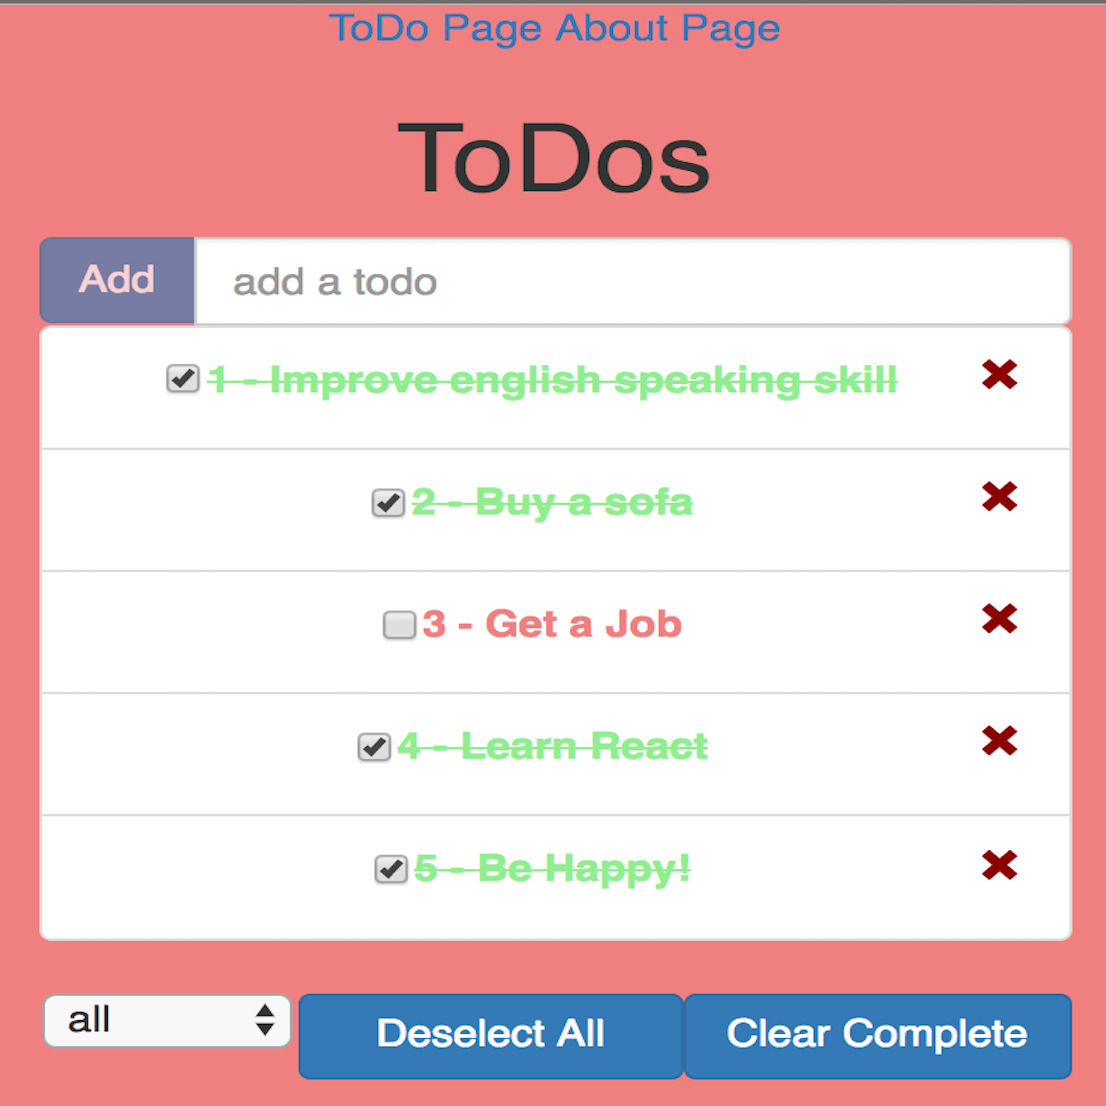 ToDo Page About Page
ToDos
Add add a todo
1 - Improve english speaking skill
2 - Buy a sofa
3 - Get a Job
4 - Learn React
5 - Be Happy!
all Deselect All Clear Complete